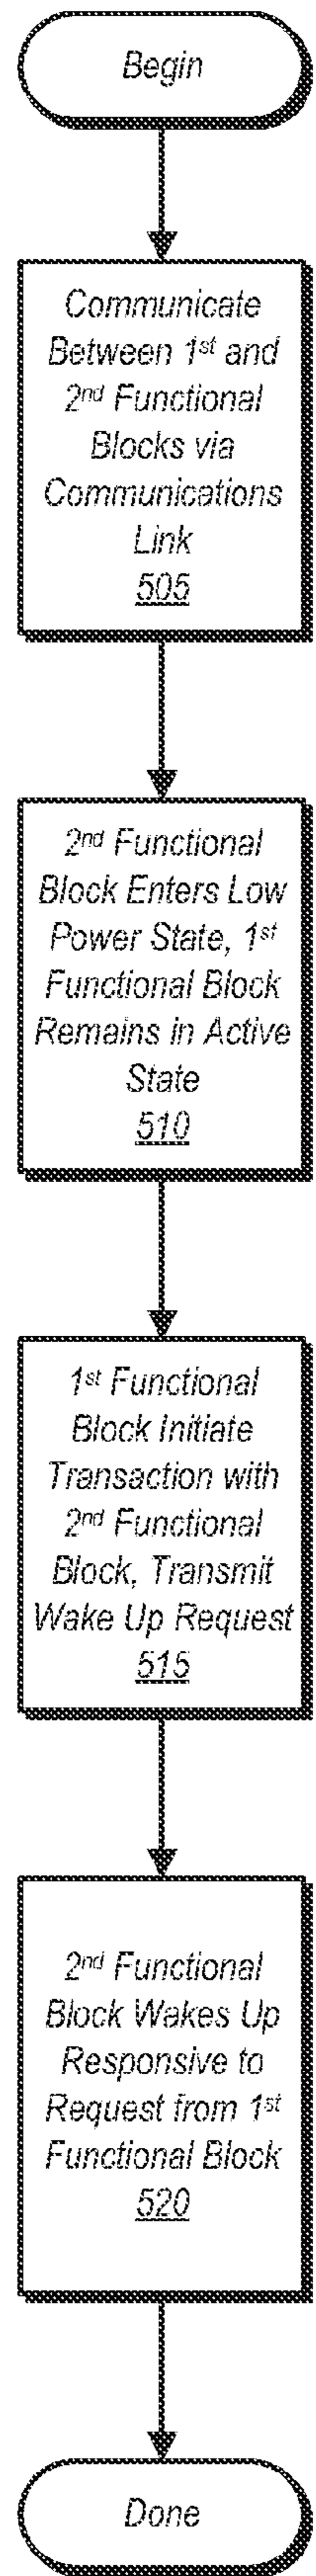 Begin
Communicate
Between 1st and
2nd Functional
Blocks via
Communications
Link
505
2nd Functional
Block Enters Low
Power State, 1st
Functional Block
Remains in Active
State
510
1st Functional
Block Initiate
Transaction with
2nd Functional
Block, Transmit
Wake Up Request
515
2nd Functional
Block Wakes Up
Responsive to
Request from 1st
Functional Block
520
Done